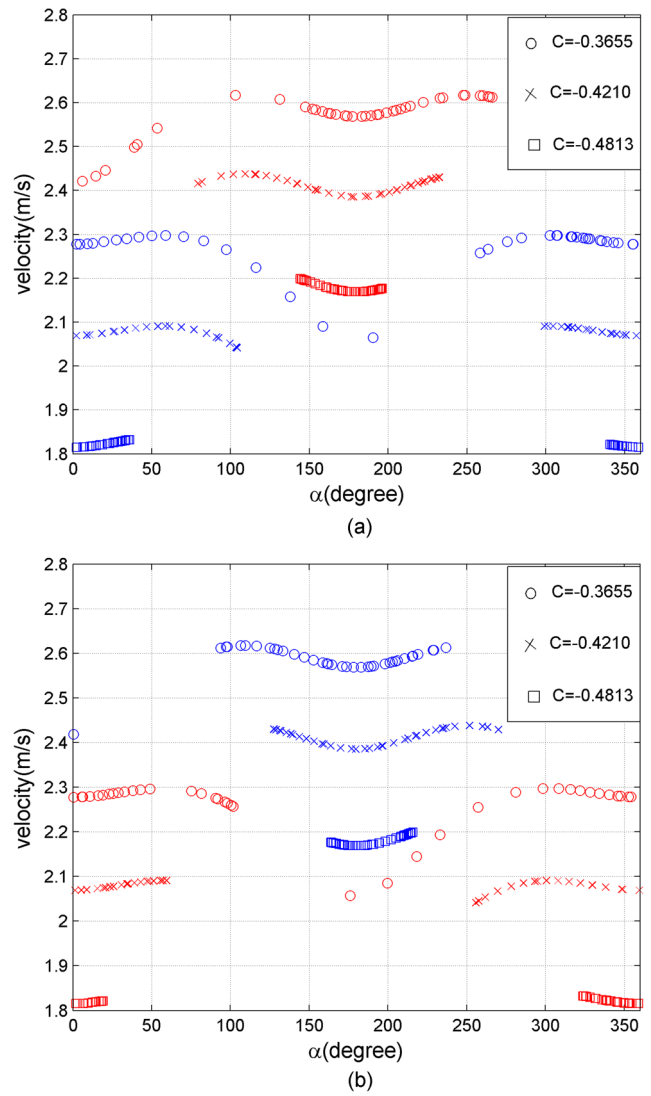 2.8
2.7
2.6
2.5
2.4
2.3
2.2
2.1
2
1.9
1.8
velocity(m/s)
C=-0.3655
C=-0.4210
C=-0.4813
0 50 100 150 200 250 300 350
α(degree)
(a)
2.8
2.7
2.6
2.5
2.4
2.3
2.2
2.1
2
1.9
1.8
velocity(m/s)
C=-0.3655
C=-0.4210
C=-0.4813
0 50 100 150 200 250 300 350
α(degree)
(b)